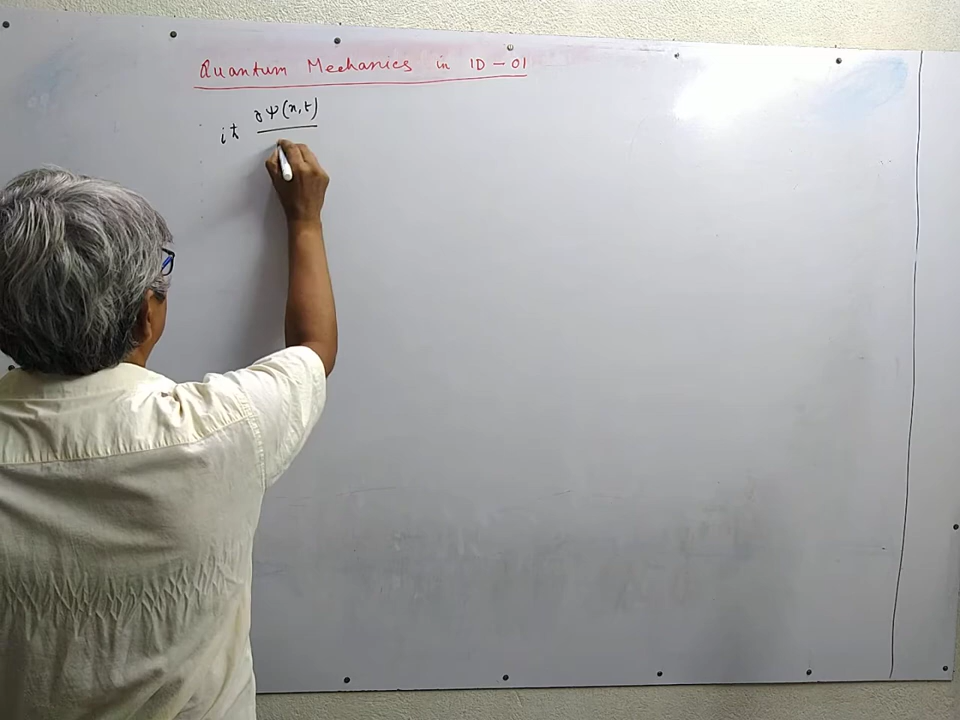 Quantum Mechanics in 1D - 01
iħ ∂Ψ(x,t)